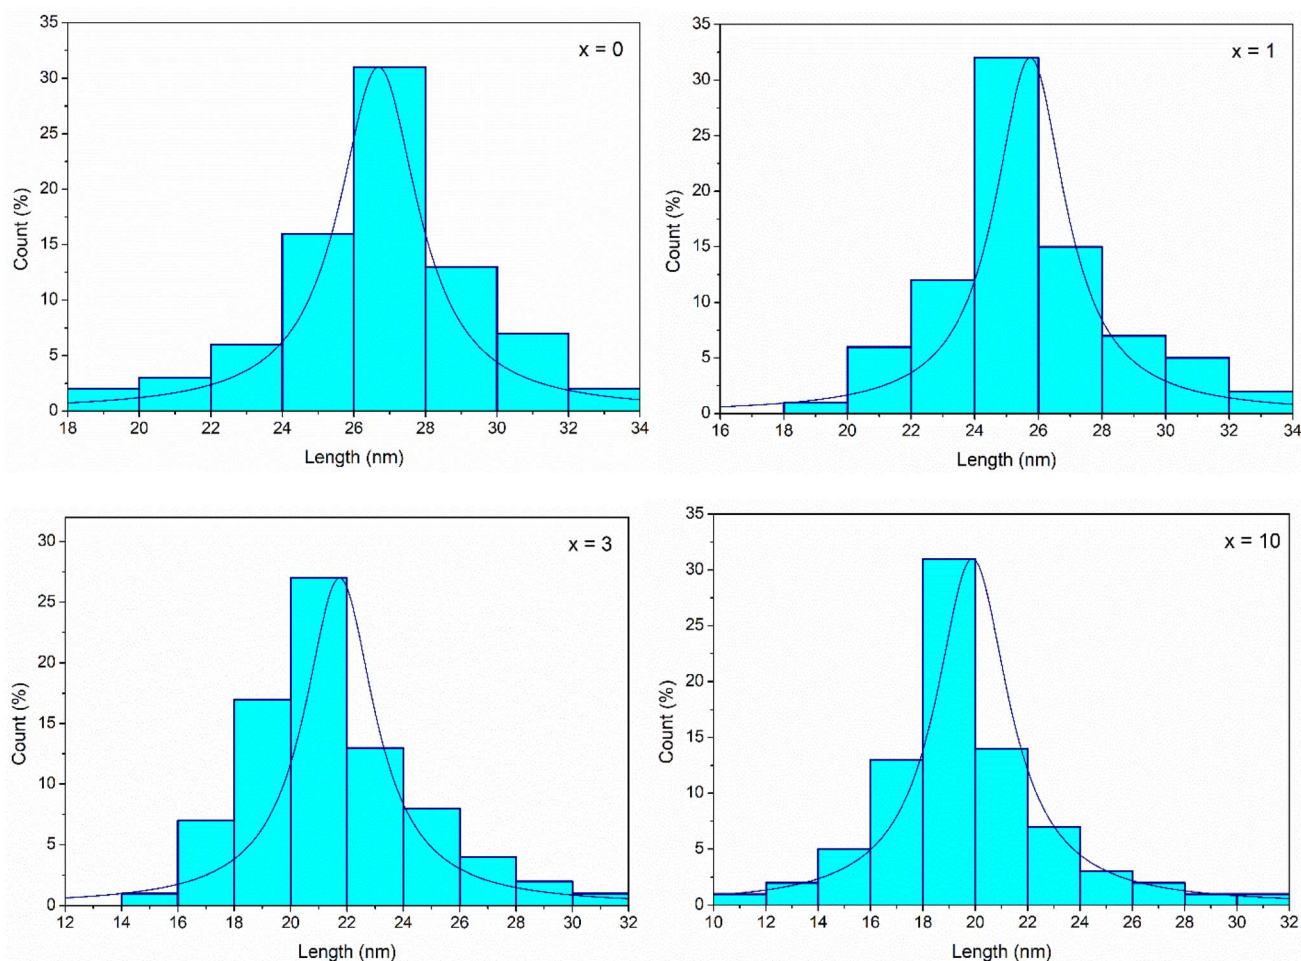 x = 0
Count (%)
35
30
25
20
15
10
5
0
18 20 22 24 26 28 30 32 34
Length (nm)
x = 1
Count (%)
35
30
25
20
15
10
5
0
16 18 20 22 24 26 28 30 32 34
Length (nm)
x = 3
Count (%)
30
25
20
15
10
5
0
12 14 16 18 20 22 24 26 28 30 32
Length (nm)
x = 10
Count (%)
35
30
25
20
15
10
5
0
10 12 14 16 18 20 22 24 26 28 30 32
Length (nm)